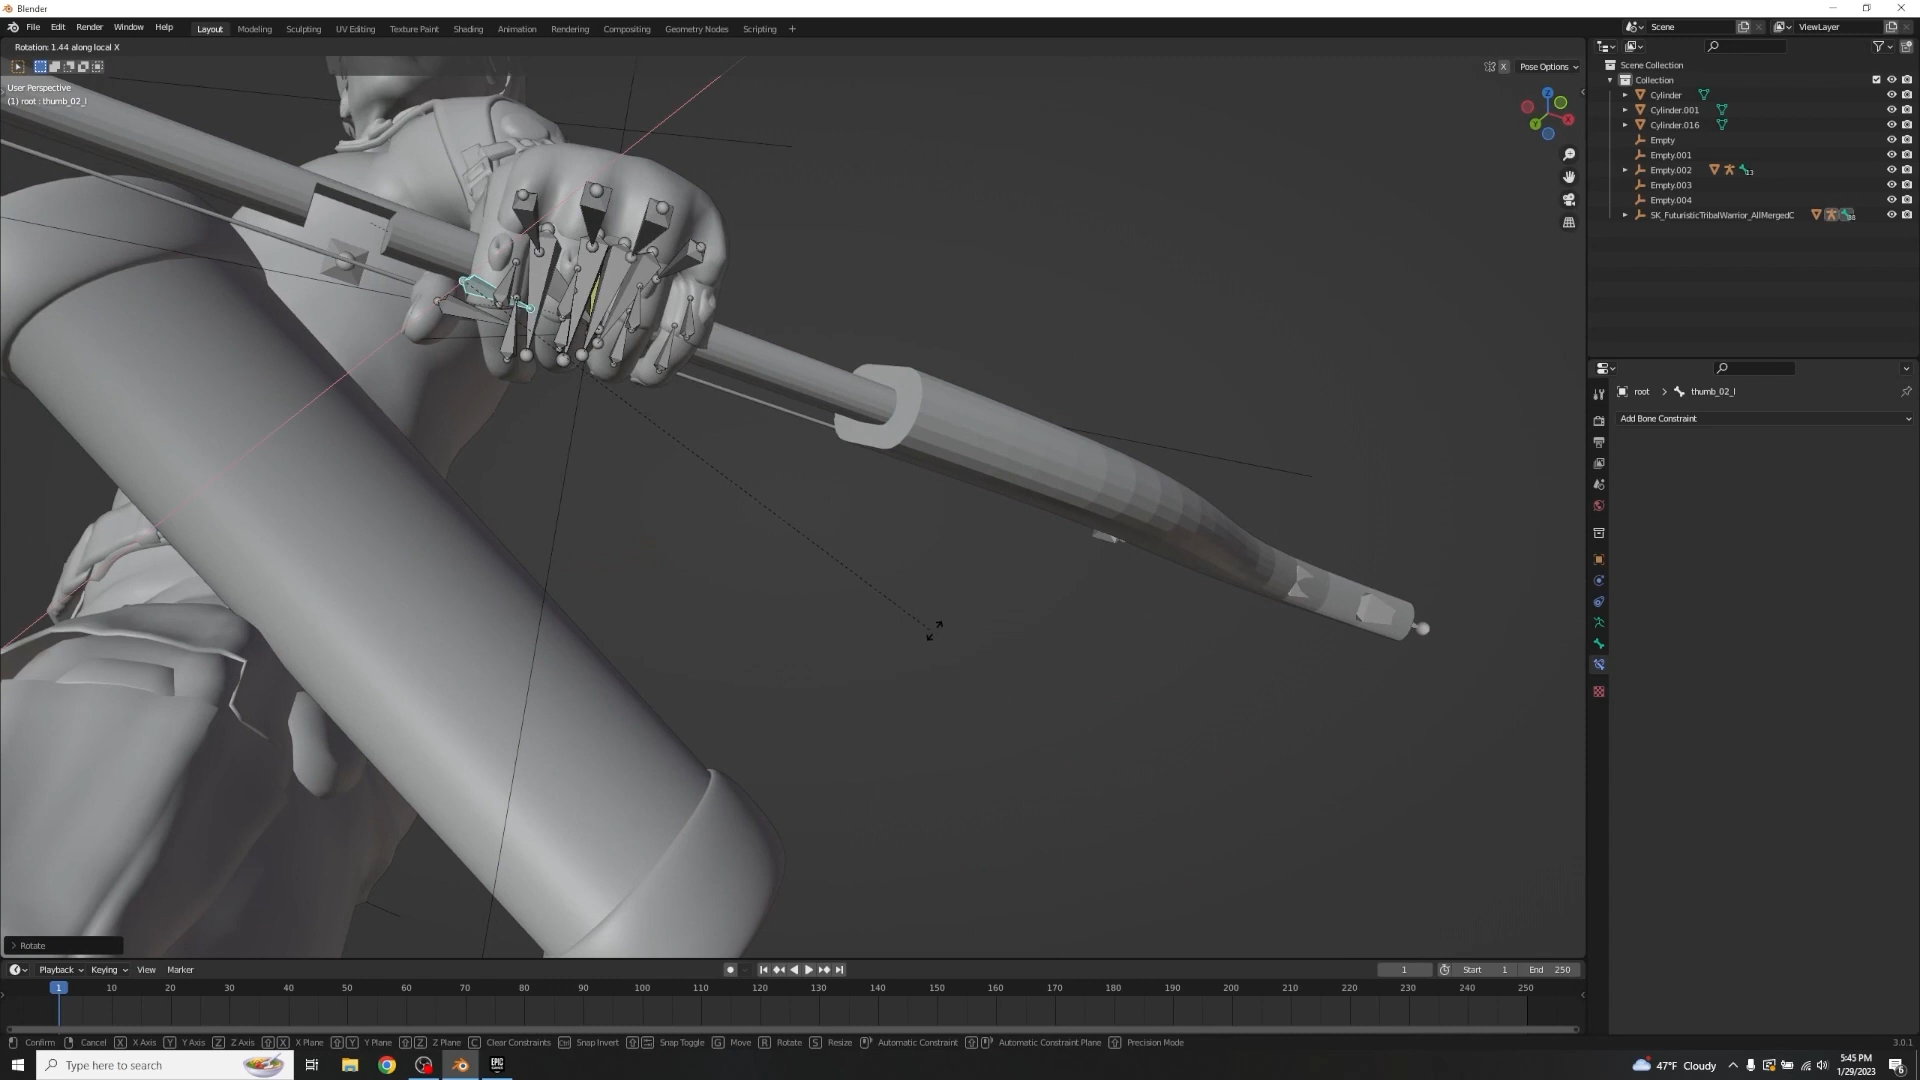 Blender
File Edit Render Window Help
Layout Modeling Sculpting UV Editing Texture Paint Shading Animation Rendering Compositing Geometry Nodes Scripting +
Scene
ViewLayer
Rotation: 1.44 along local X
X
Pose Options
User Perspective
(1) root : thumb_02_l
Z
X
Y
Scene Collection
Collection
Cylinder
Cylinder.001
Cylinder.016
Empty
Empty.001
Empty.002
Empty.003
Empty.004
SK_FuturisticTribalWarrior_AllMergedC
root > thumb_02_l
Add Bone Constraint
> Rotate
Playback Keying View Marker
1 Start 1 End 250
1 10 20 30 40 50 60 70 80 90 100 110 120 130 140 150 160 170 180 190 200 210 220 230 240 250
Confirm Cancel X X Axis Y Y Axis Z Z Axis X X Plane Y Y Plane Z Z Plane C Clear Constraints Ctrl Snap Invert Snap Toggle G Move R Rotate S Resize Automatic Constraint Automatic Constraint Plane Precision Mode 3.0.1
Type here to search
EPIC GAMES
47°F Cloudy
5:45 PM
1/29/2023
6